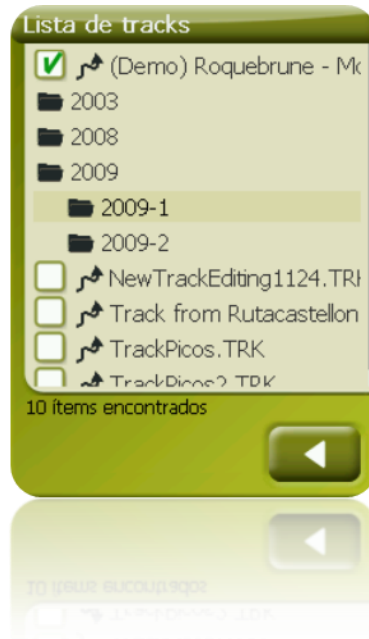 Lista de tracks
(Demo) Roquebrune - Mo
2003
2008
2009
2009-1
2009-2
NewTrackEditing1124.TRK
Track from Rutacastellon
TrackPicos.TRK
TrackPicos2.TRK
10 ítems encontrados